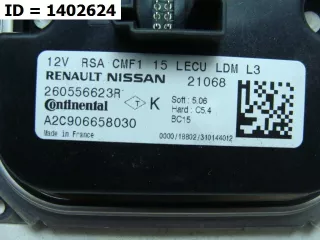 ID = 1402624
12V RSA CMF1 15 LECU LDM L3
RENAULT NISSAN 21068
260556623R
Continental T K Soft: 5.06
Hard: C5.4
A2C906658030 BC15
Made in France 0000/18802/310144012